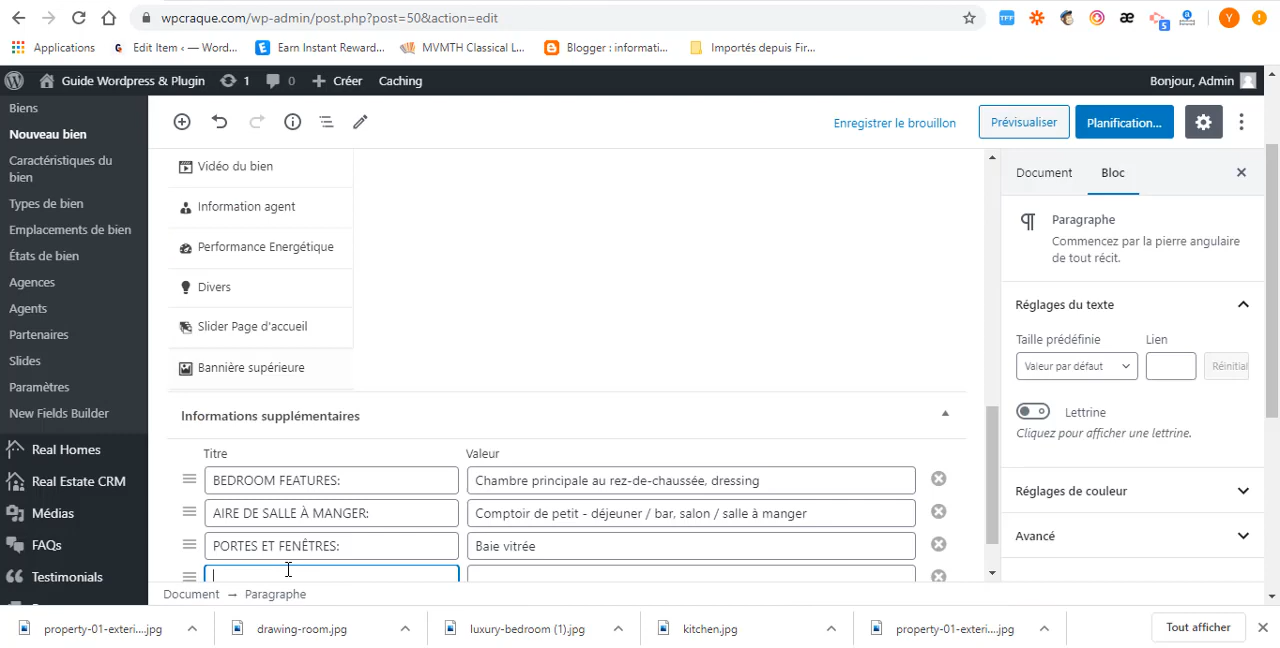 wpcraque.com/wp-admin/post.php?post=50&action=edit
Applications
Edit Item ‹ — Word...
Earn Instant Reward...
MVMTH Classical L...
Blogger : informati...
Importés depuis Fir...
Guide Wordpress & Plugin
1
0
Créer
Caching
Bonjour, Admin
Biens
Nouveau bien
Caractéristiques du
bien
Types de bien
Emplacements de bien
États de bien
Agences
Agents
Partenaires
Slides
Paramètres
New Fields Builder
Real Homes
Real Estate CRM
Médias
FAQs
Testimonials
Enregistrer le brouillon
Prévisualiser
Planification...
Vidéo du bien
Information agent
Performance Energétique
Divers
Slider Page d'accueil
Bannière supérieure
Informations supplémentaires
Titre
Valeur
BEDROOM FEATURES:
Chambre principale au rez-de-chaussée, dressing
AIRE DE SALLE À MANGER:
Comptoir de petit - déjeuner / bar, salon / salle à manger
PORTES ET FENÊTRES:
Baie vitrée
Document → Paragraphe
Document
Bloc
Paragraphe
Commencez par la pierre angulaire
de tout récit.
Réglages du texte
Taille prédéfinie
Lien
Valeur par défaut
Réinitial
Lettrine
Cliquez pour afficher une lettrine.
Réglages de couleur
Avancé
property-01-exteri....jpg
drawing-room.jpg
luxury-bedroom (1).jpg
kitchen.jpg
property-01-exteri....jpg
Tout afficher